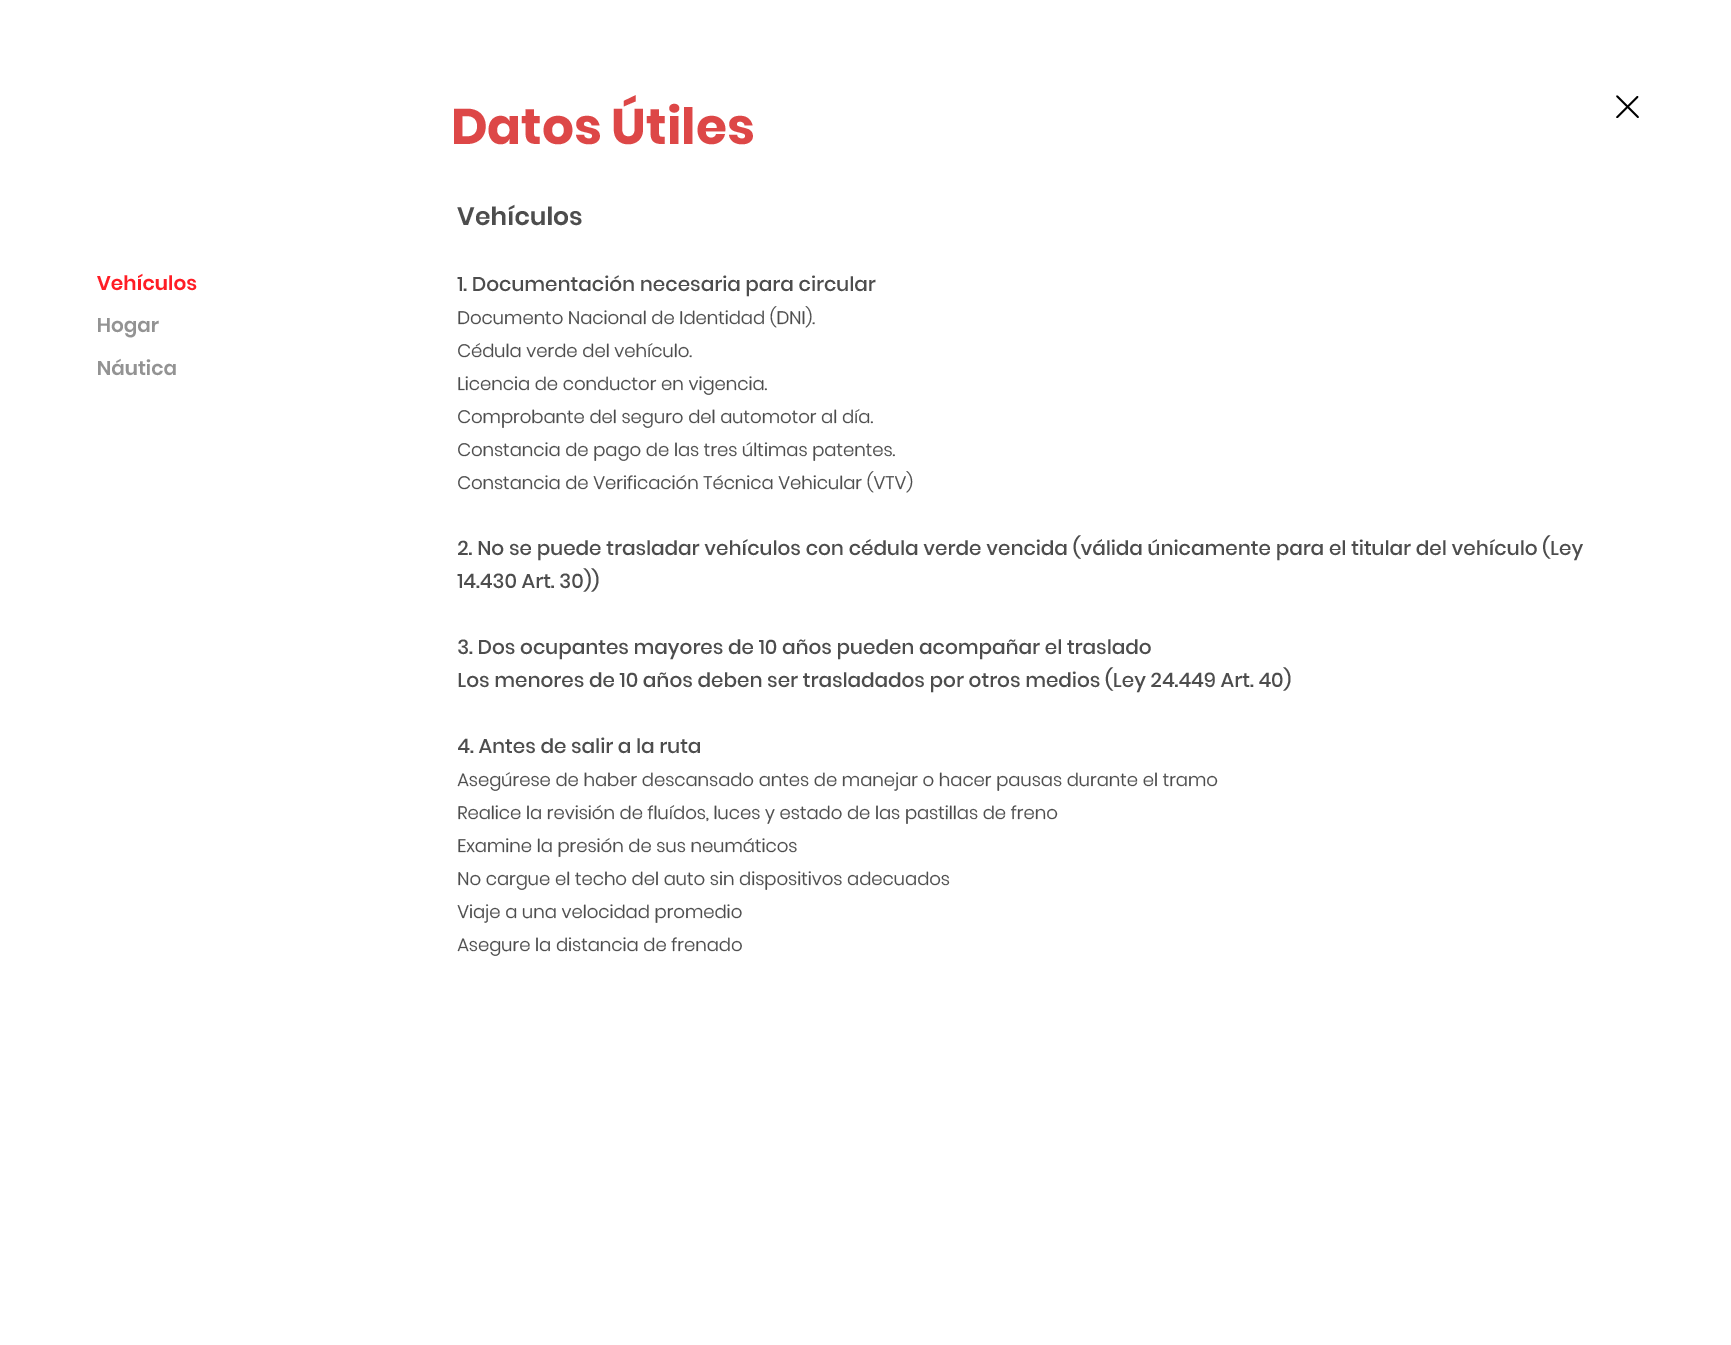 Datos Útiles
Vehículos
Hogar
Náutica
Vehículos
1. Documentación necesaria para circular
Documento Nacional de Identidad (DNI).
Cédula verde del vehículo.
Licencia de conductor en vigencia.
Comprobante del seguro del automotor al día.
Constancia de pago de las tres últimas patentes.
Constancia de Verificación Técnica Vehicular (VTV)
2. No se puede trasladar vehículos con cédula verde vencida (válida únicamente para el titular del vehículo (Ley
14.430 Art. 30))
3. Dos ocupantes mayores de 10 años pueden acompañar el traslado
Los menores de 10 años deben ser trasladados por otros medios (Ley 24.449 Art. 40)
4. Antes de salir a la ruta
Asegúrese de haber descansado antes de manejar o hacer pausas durante el tramo
Realice la revisión de fluídos, luces y estado de las pastillas de freno
Examine la presión de sus neumáticos
No cargue el techo del auto sin dispositivos adecuados
Viaje a una velocidad promedio
Asegure la distancia de frenado